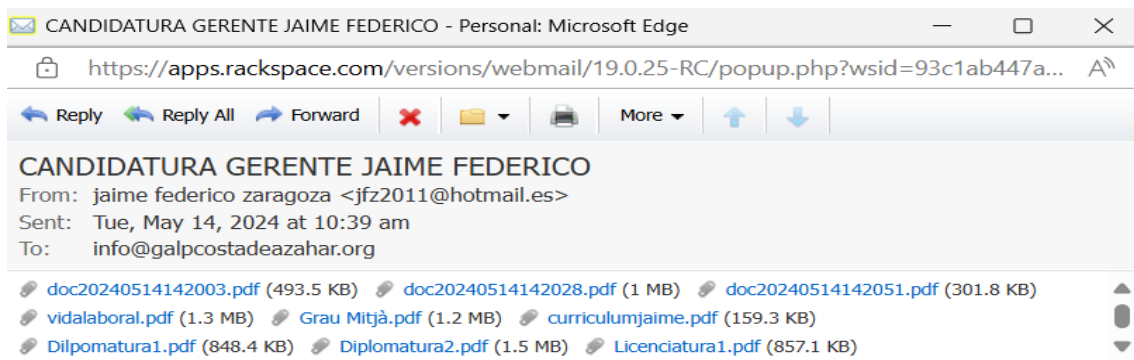 CANDIDATURA GERENTE JAIME FEDERICO - Personal: Microsoft Edge
https://apps.rackspace.com/versions/webmail/19.0.25-RC/popup.php?wsid=93c1ab447a...
Reply Reply All Forward More
CANDIDATURA GERENTE JAIME FEDERICO
From: jaime federico zaragoza <jfz2011@hotmail.es>
Sent: Tue, May 14, 2024 at 10:39 am
To: info@galpcostadeazahar.org
doc20240514142003.pdf (493.5 KB) doc20240514142028.pdf (1 MB) doc20240514142051.pdf (301.8 KB)
vidalaboral.pdf (1.3 MB) Grau Mitjà.pdf (1.2 MB) curriculumjaime.pdf (159.3 KB)
Dilpomatura1.pdf (848.4 KB) Diplomatura2.pdf (1.5 MB) Licenciatura1.pdf (857.1 KB)